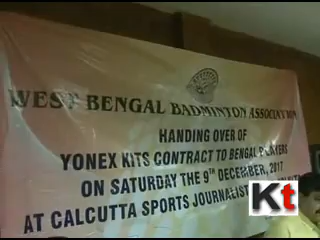 WEST BENGAL BADMINTON ASSOCIATION
HANDING OVER OF
YONEX KITS CONTRACT TO BENGAL PLAYERS
ON SATURDAY THE 9TH DECEMBER, 2017
AT CALCUTTA SPORTS JOURNALIST
Kt